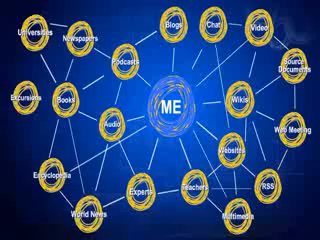 Blogs
Chat
Video
Universities
Newspapers
Podcasts
Source
Documents
Excursions
Books
ME
Wikis
Audio
Web Meeting
Websites
Encyclopedia
Experts
Teachers
RSS
World News
Multimedia